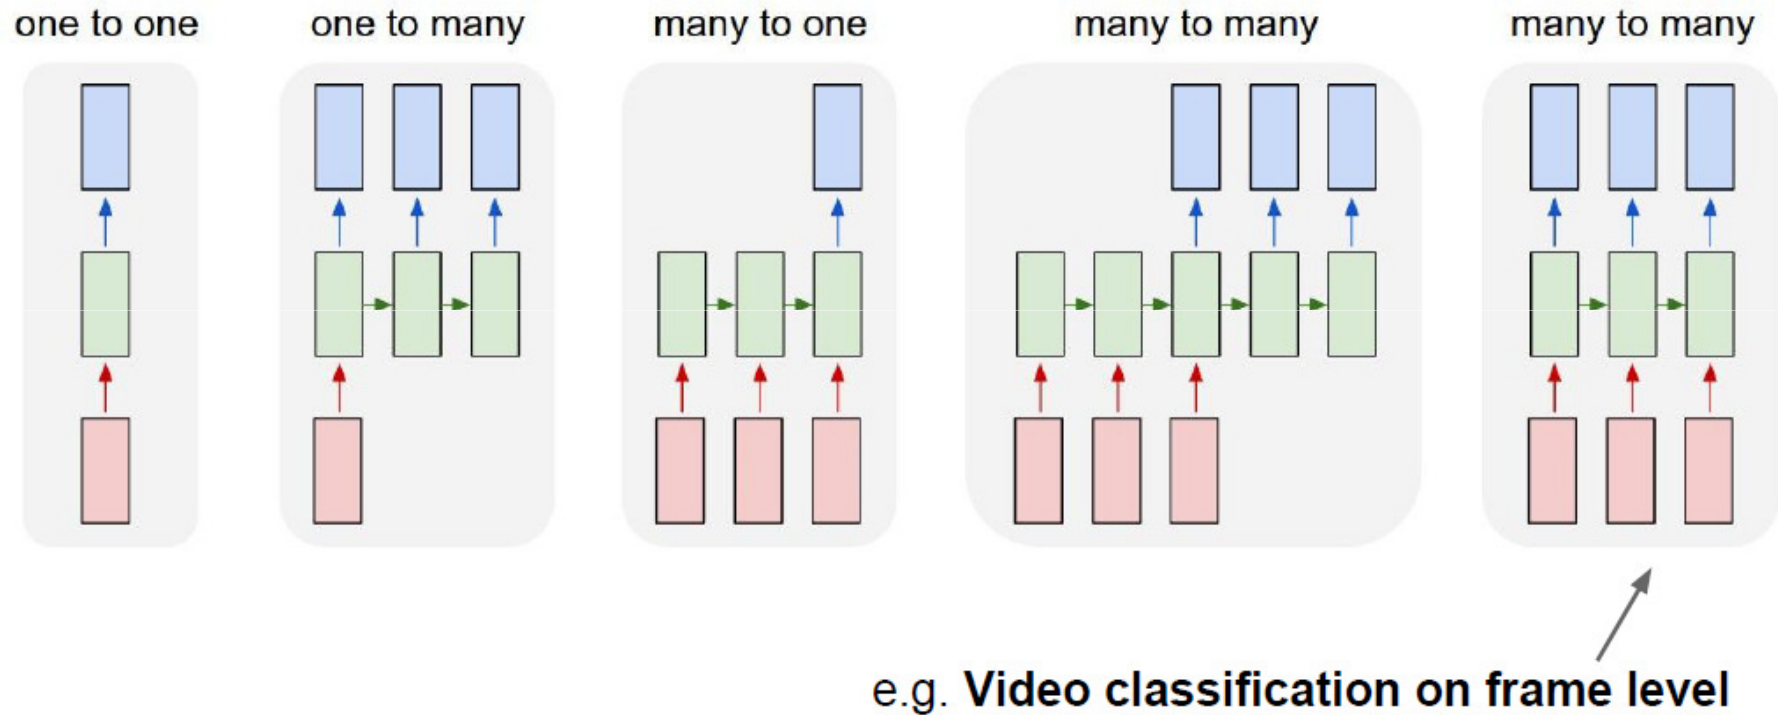 one to one one to many many to one many to many many to many
e.g. Video classification on frame level